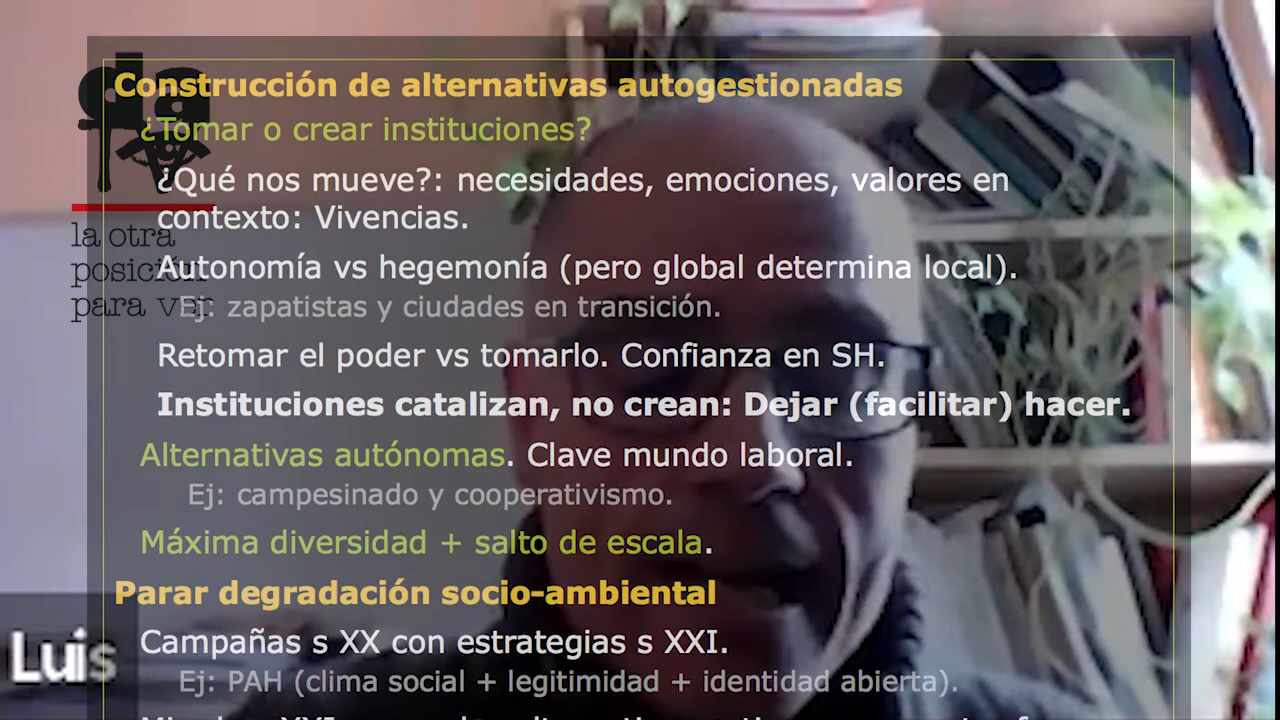 Construcción de alternativas autogestionadas
¿Tomar o crear instituciones?
¿Qué nos mueve?: necesidades, emociones, valores en
contexto: Vivencias.
Autonomía vs hegemonía (pero global determina local).
Ej: zapatistas y ciudades en transición.
Retomar el poder vs tomarlo. Confianza en SH.
Instituciones catalizan, no crean: Dejar (facilitar) hacer.
Alternativas autónomas. Clave mundo laboral.
Ej: campesinado y cooperativismo.
Máxima diversidad + salto de escala.
Parar degradación socio-ambiental
Campañas s XX con estrategias s XXI.
Ej: PAH (clima social + legitimidad + identidad abierta).
la otra
posición
para ver
Luis